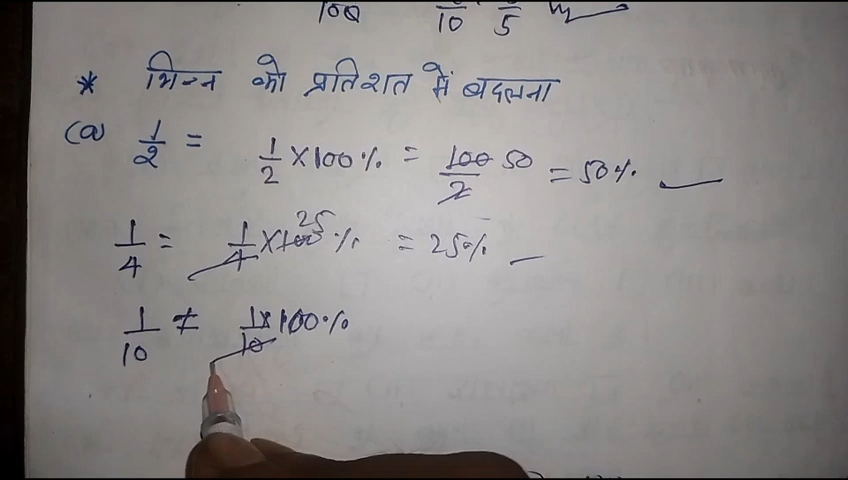 100 10 5
* भिन्न को प्रतिशत में बदलना
(a) 1/2 = 1/2 × 100% = 100/2 50 = 50%
1/4 = 1/4 × 100% 25 = 25%
1/10 = 1/10 × 100%